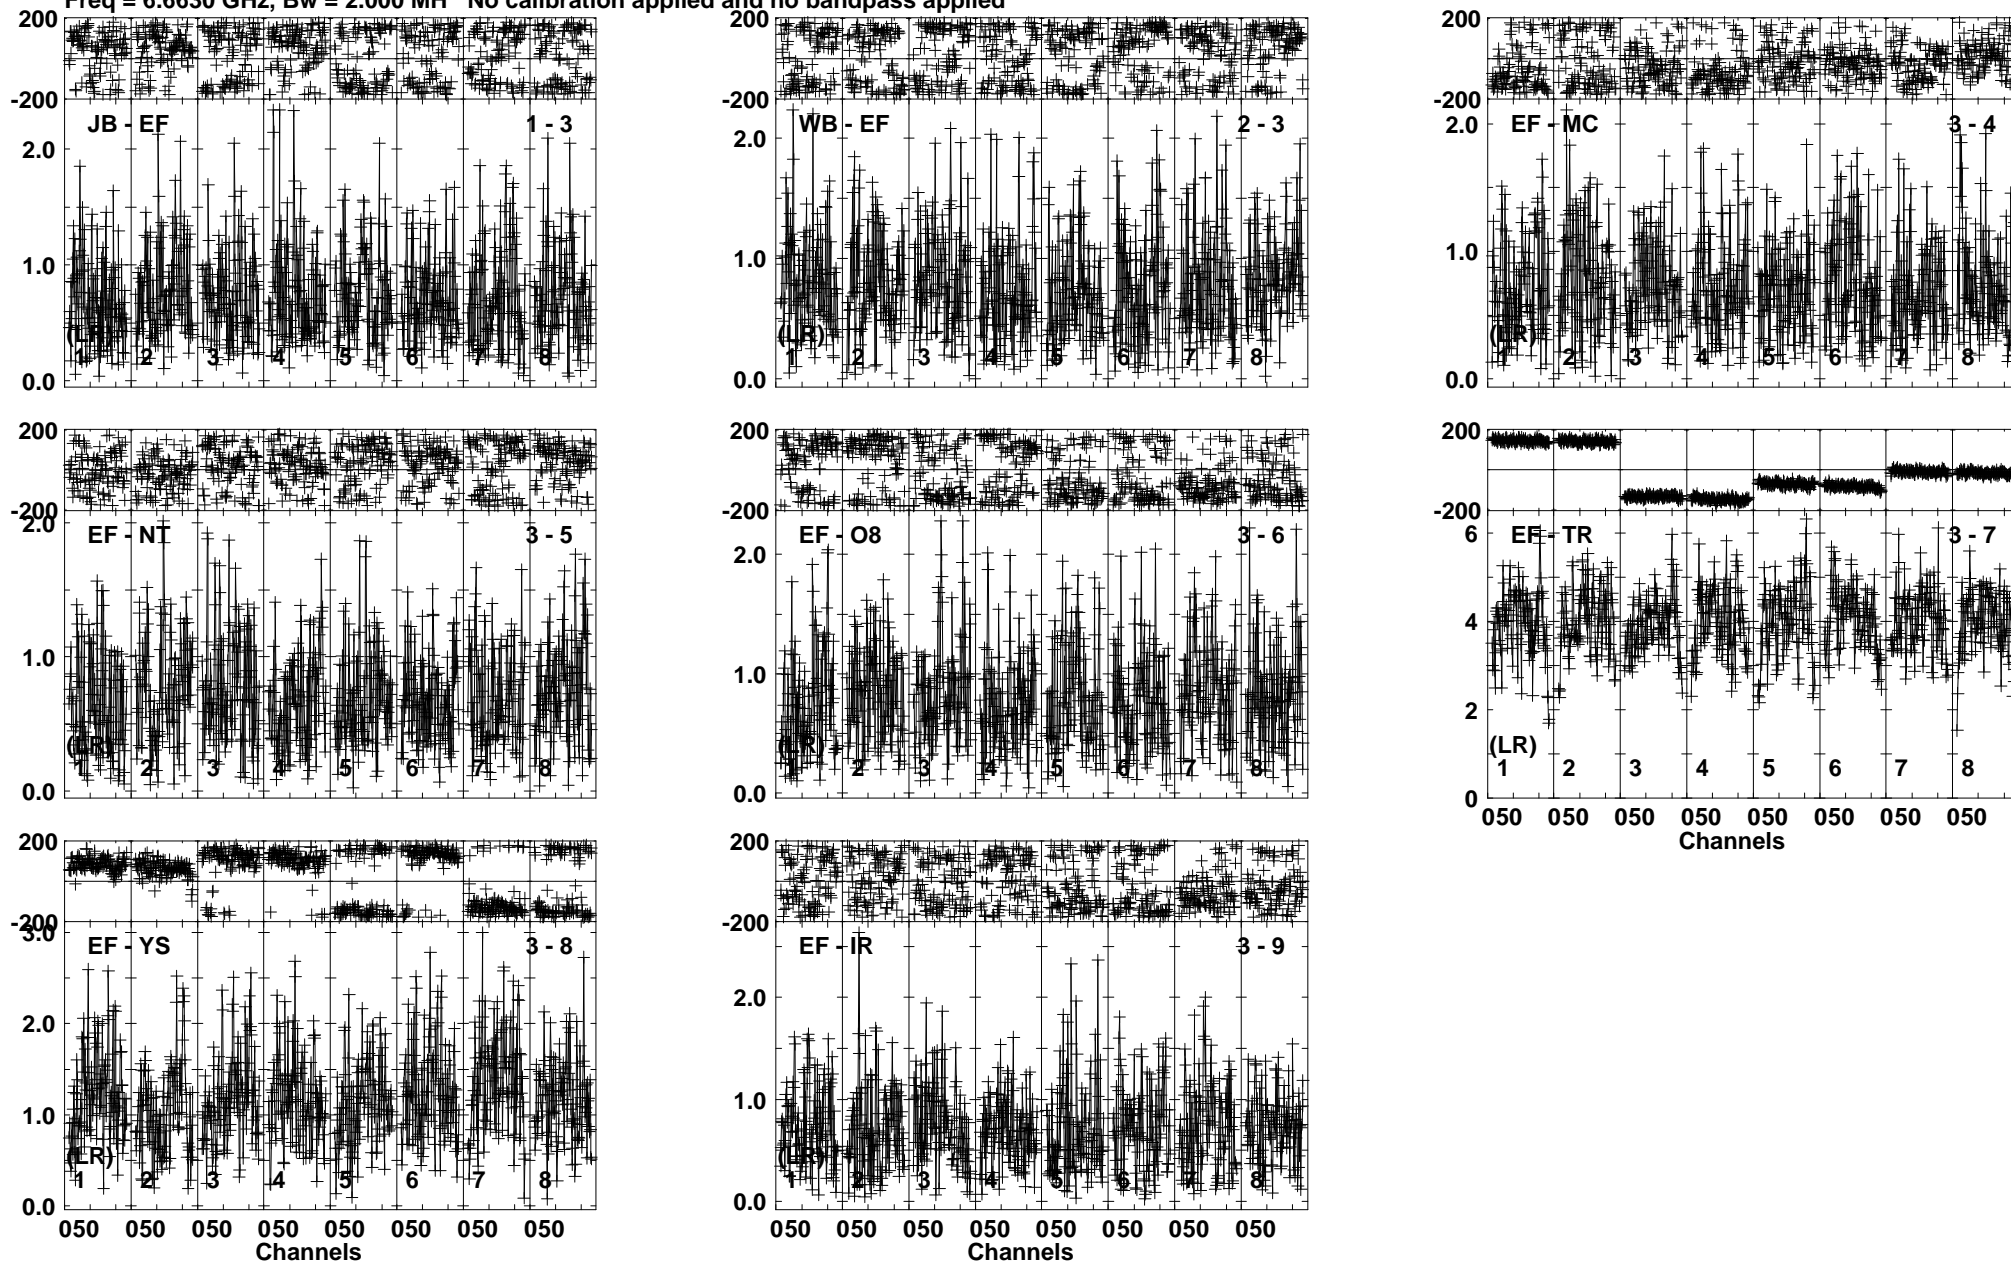 Freq = 6.6630 GHz, Bw = 2.000 MH No calibration applied and no bandpass applied
200
-200
JB - EF
1 - 3
2.0
1.0
0.0
(LR)
1 2 3 4 5 6 7 8
200
-200
WB - EF
2 - 3
2.0
1.0
0.0
(LR)
1 2 3 4 5 6 7 8
200
-200
EF - MC
3 - 4
2.0
1.0
0.0
(LR)
1 2 3 4 5 6 7 8
200
-200
EF - NT
3 - 5
2.0
1.0
0.0
(LR)
1 2 3 4 5 6 7 8
200
-200
EF - O8
3 - 6
2.0
1.0
0.0
(LR)
1 2 3 4 5 6 7 8
200
-200
EF - TR
3 - 7
6
4
2
0
(LR)
1 2 3 4 5 6 7 8
050 050 050 050 050 050 050 050
Channels
200
-200
EF - YS
3 - 8
3.0
2.0
1.0
0.0
(LR)
1 2 3 4 5 6 7 8
050 050 050 050 050 050 050 050
Channels
200
-200
EF - IR
3 - 9
2.0
1.0
0.0
(LR)
1 2 3 4 5 6 7 8
050 050 050 050 050 050 050 050
Channels